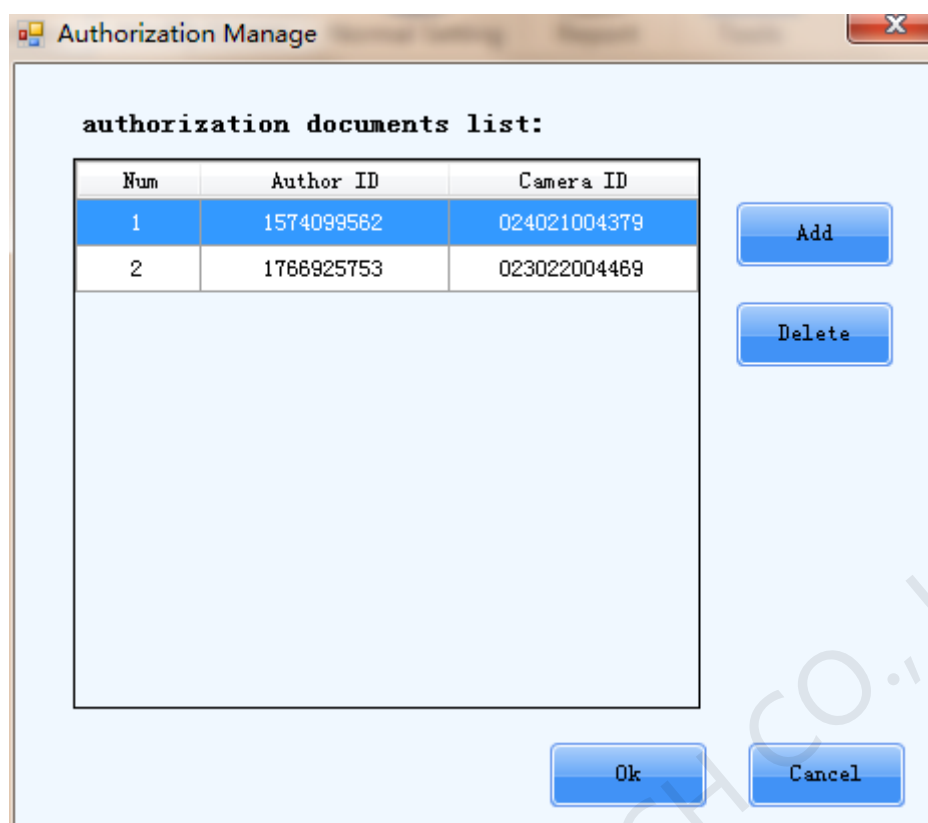 Authorization Manage
authorization documents list:
Num Author ID Camera ID
1 1574099562 024021004379
2 1766925753 023022004469
Add
Delete
Ok Cancel
CO.,